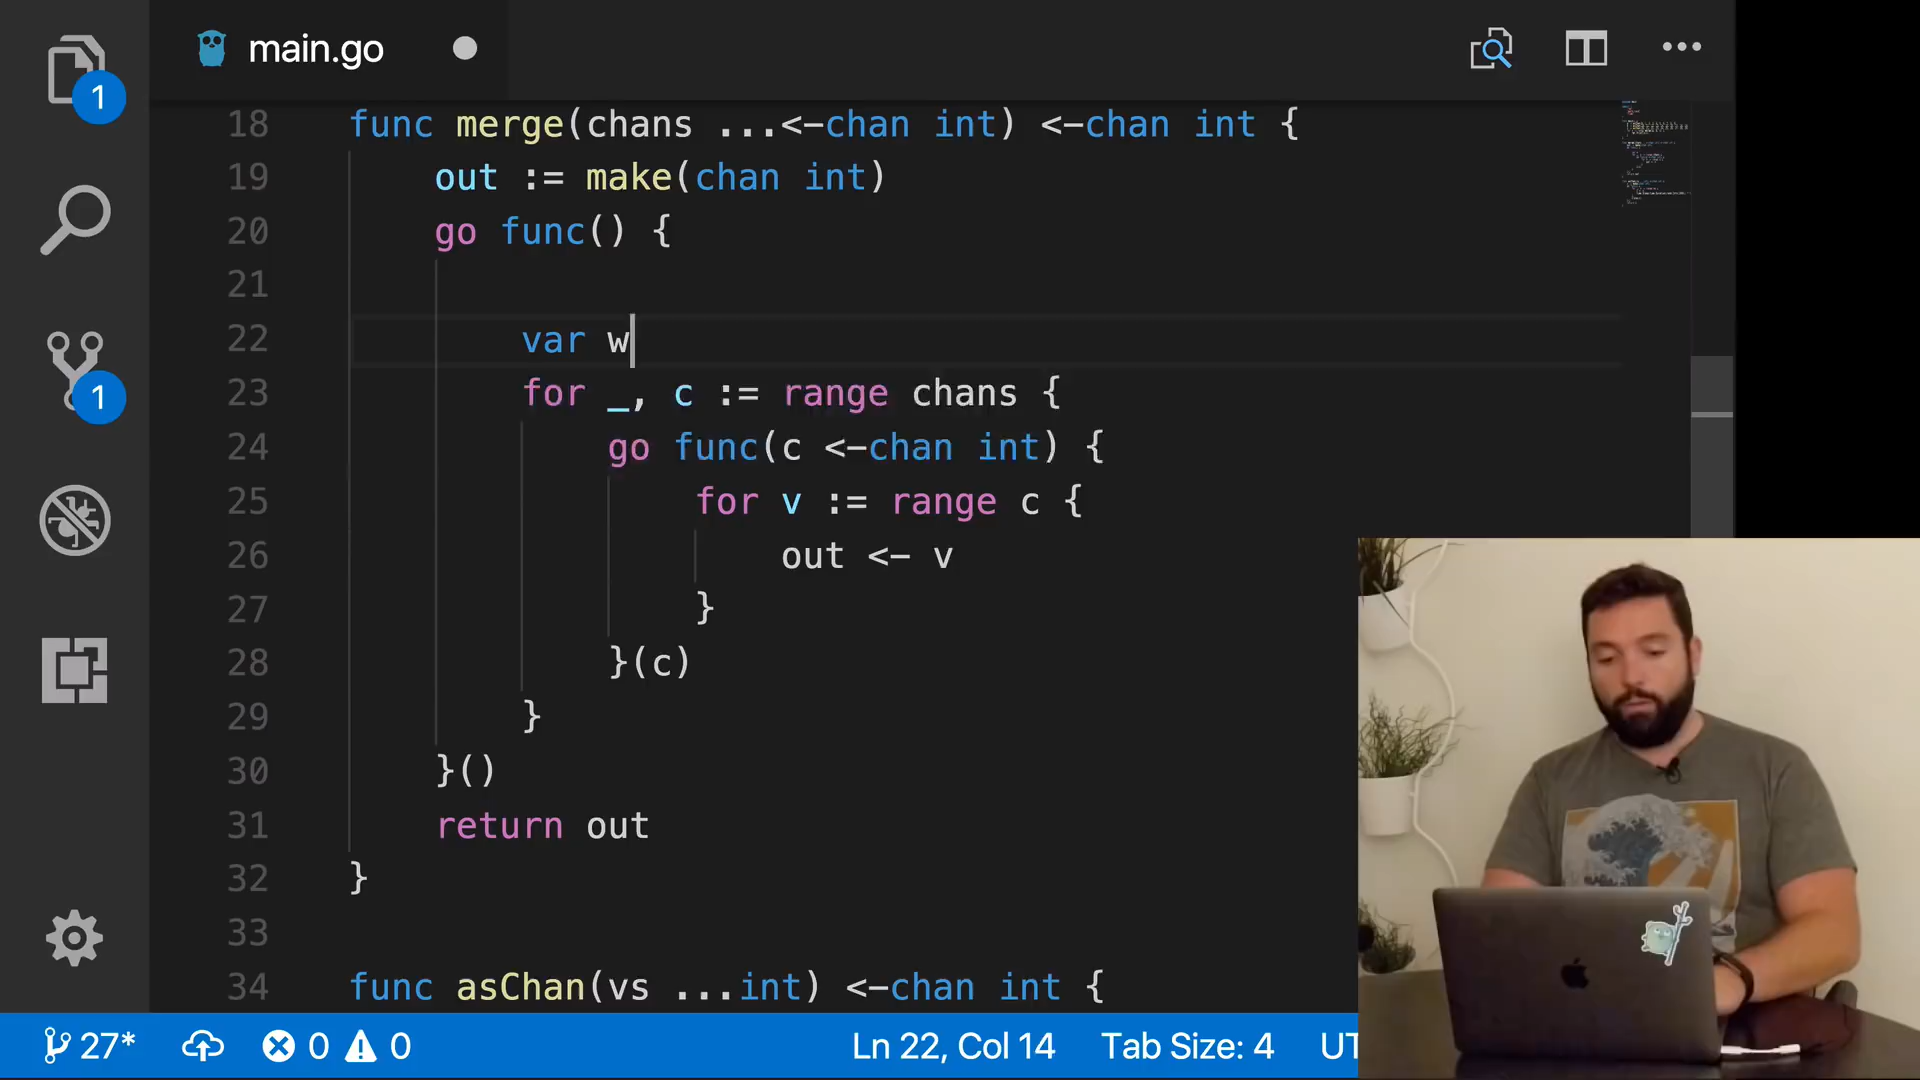 main.go
1
18 func merge(chans ...<-chan int) <-chan int {
19 out := make(chan int)
20 go func() {
21
22 var w
23 for _, c := range chans {
24 go func(c <-chan int) {
25 for v := range c {
26 out <- v
27 }
28 }(c)
29 }
30 }()
31 return out
32 }
33
34 func asChan(vs ...int) <-chan int {
1
27* 0 0 Ln 22, Col 14 Tab Size: 4 UT